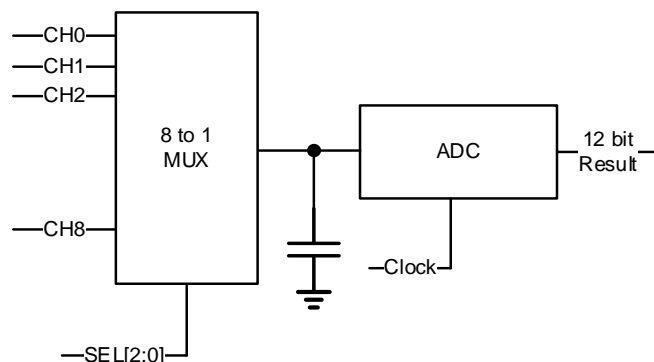 CH0
CH1
CH2
8 to 1
MUX
ADC
12 bit
Result
CH8
Clock
SEL[2:0]